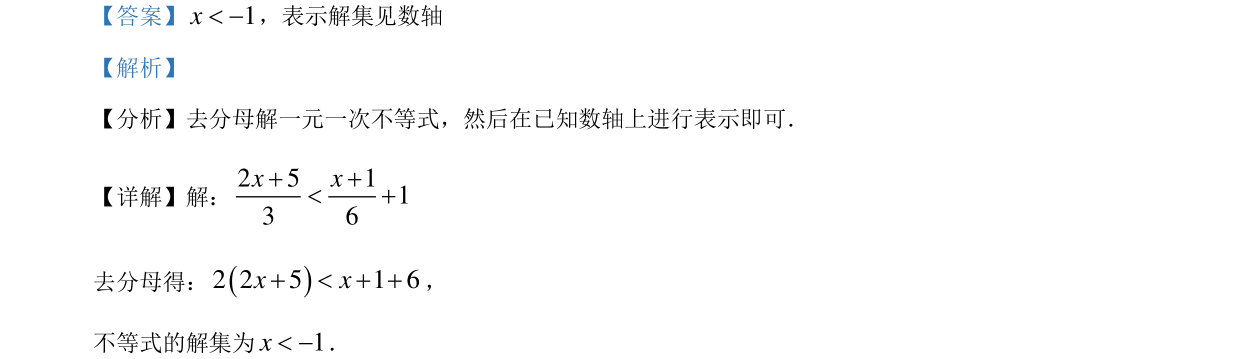 【答案】x < −1，表示解集见数轴
【解析】
【分析】去分母解一元一次不等式，然后在已知数轴上进行表示即可．
【详解】解：\frac{2x+5}{3} < \frac{x+1}{6} +1
去分母得：2(2x+5) < x+1+6，
不等式的解集为 x < −1．